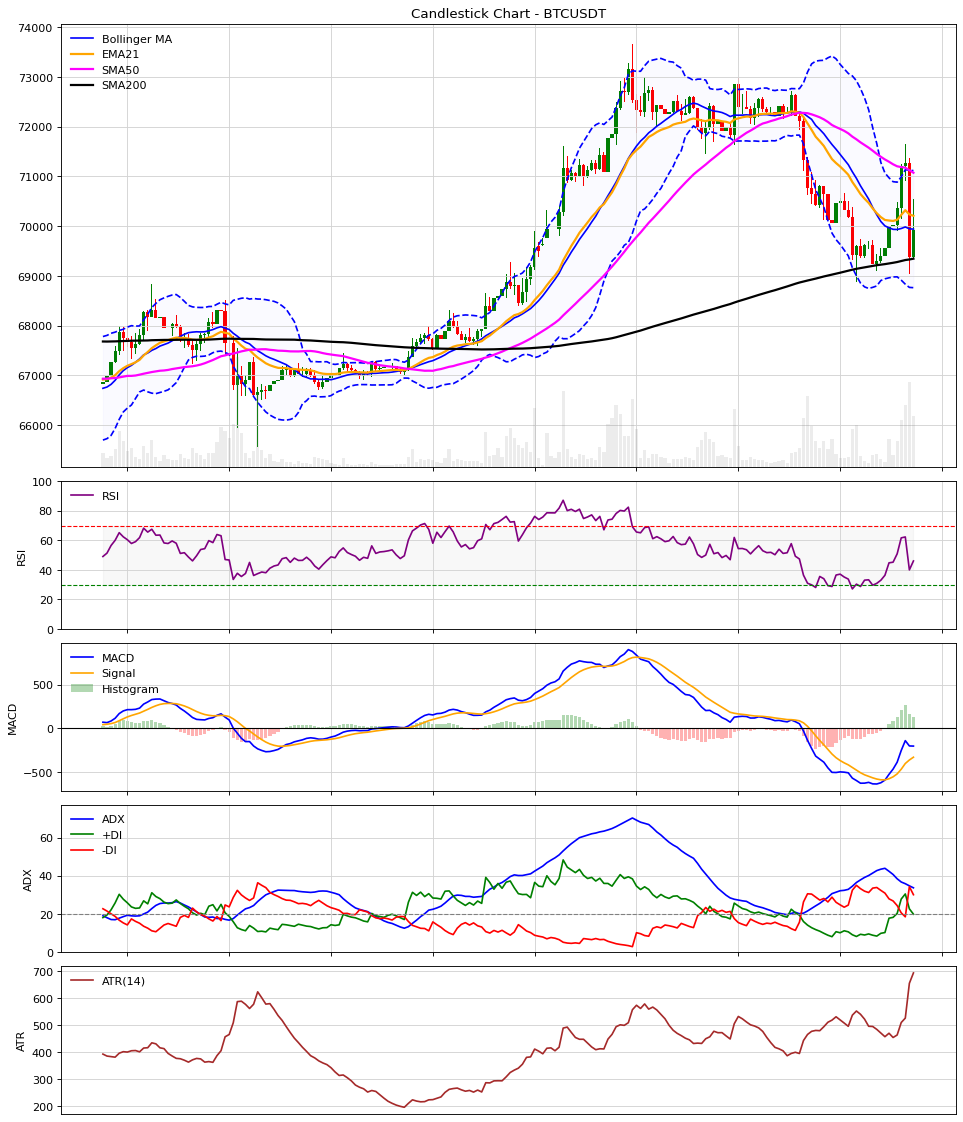 Candlestick Chart - BTCUSDT
74000
73000
72000
71000
70000
69000
68000
67000
66000
Bollinger MA
EMA21
SMA50
SMA200
100
80
60
40
20
0
RSI
RSI
500
0
−500
MACD
MACD
Signal
Histogram
60
40
20
0
ADX
ADX
+DI
-DI
700
600
500
400
300
200
ATR
ATR(14)